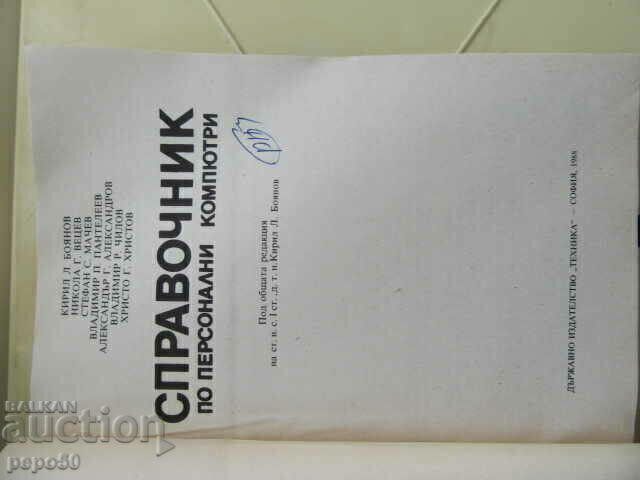 КИРИЛ Л. БОЯНОВ
НИКОЛА Г. ВЕЦЕВ
СТЕФАН С. МАЧЕВ
ВЛАДИМИР П. ПАНТЕЛЕЕВ
АЛЕКСАНДЪР Г. АЛЕКСАНДРОВ
ВЛАДИМИР Р. ЧИЛОВ
ХРИСТО Г. ХРИСТОВ
СПРАВОЧНИК
ПО ПЕРСОНАЛНИ КОМПЮТРИ
Под общата редакция
на ст. н. с. I ст., д. т. н. Кирил Л. Боянов
ДЪРЖАВНО ИЗДАТЕЛСТВО „ТЕХНИКА“ – СОФИЯ, 1988
BALKAN
auction
pepo50